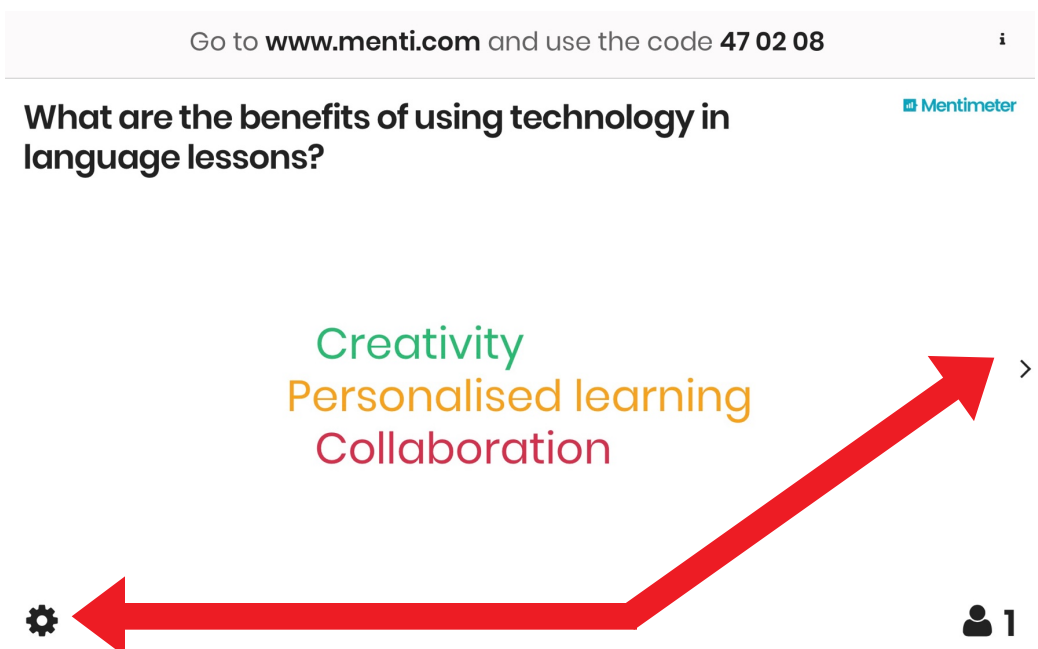 Go to www.menti.com and use the code 47 02 08
i
What are the benefits of using technology in
language lessons?
Mentimeter
Creativity
Personalised learning
Collaboration
1